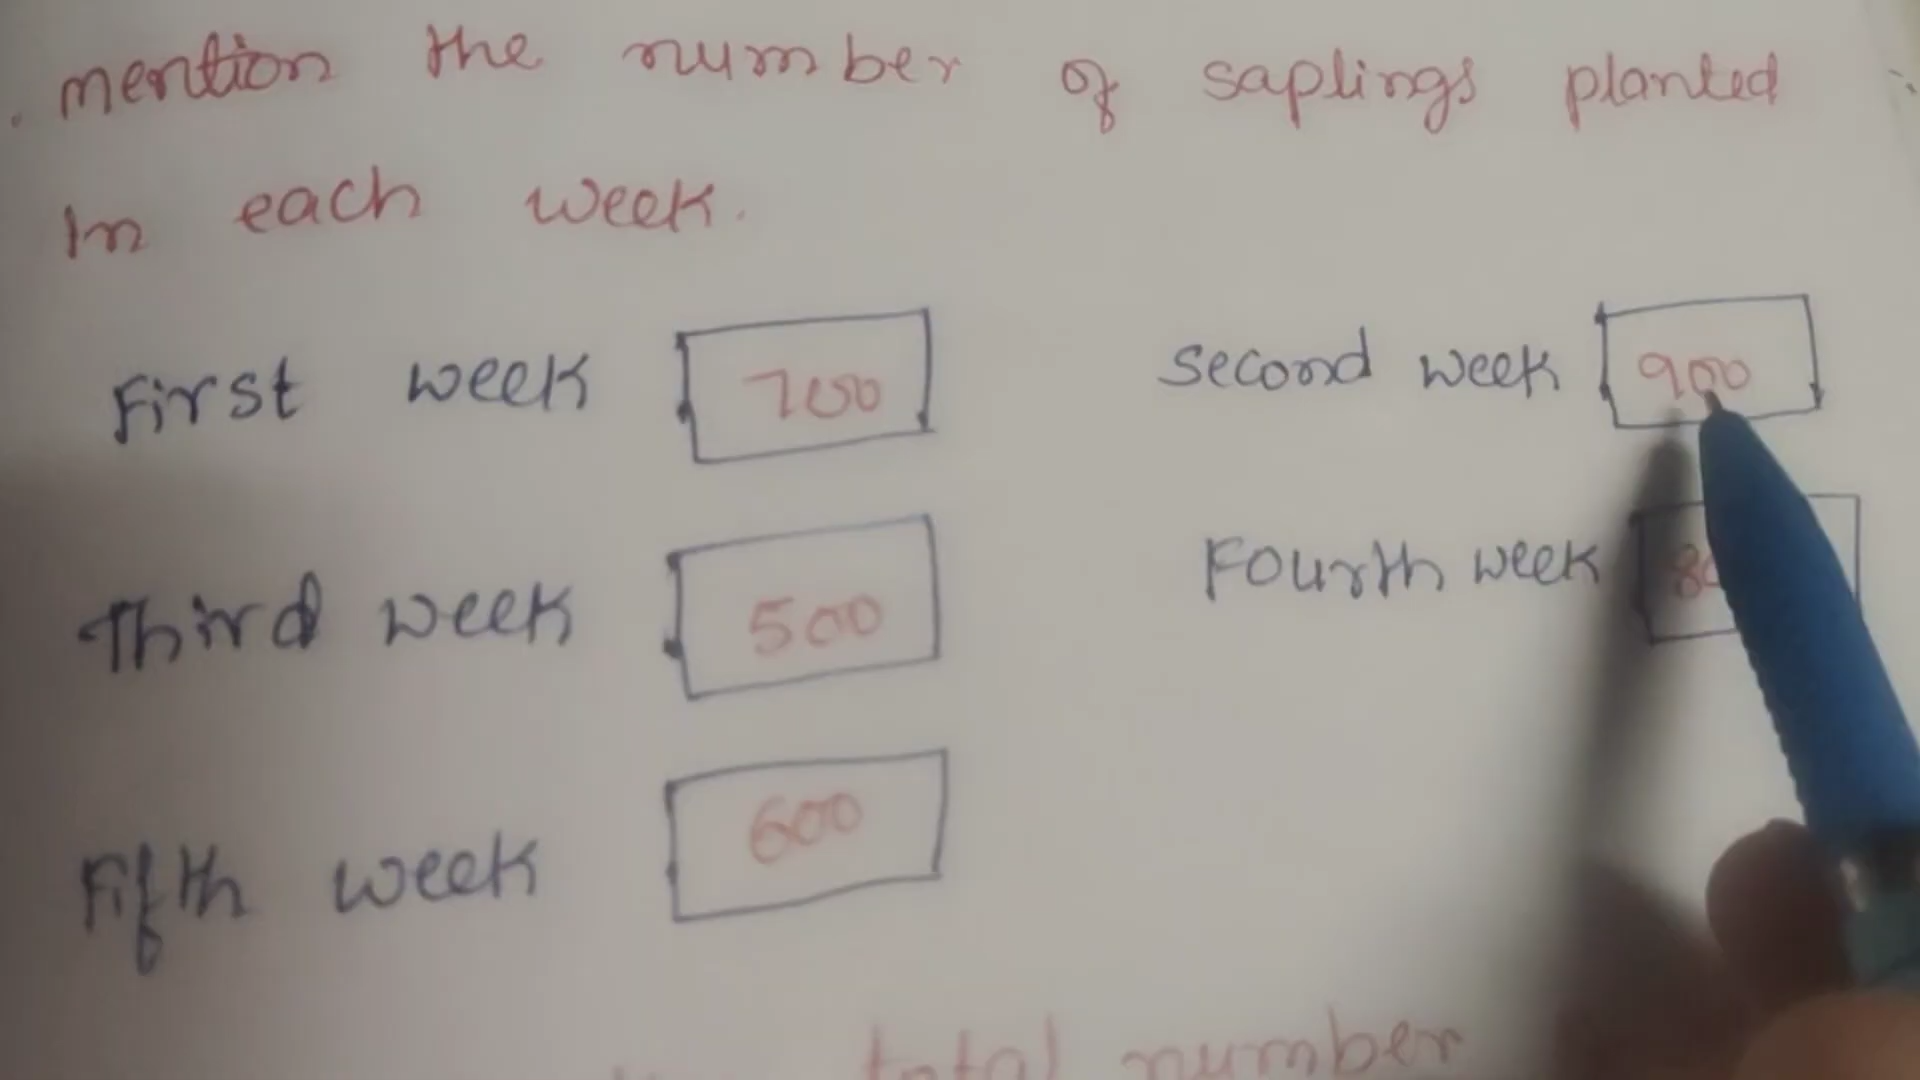 mention the number of saplings planted
In each week.
First week 700 Second week 900
Third week 500 Fourth week
Fifth week 600
total number